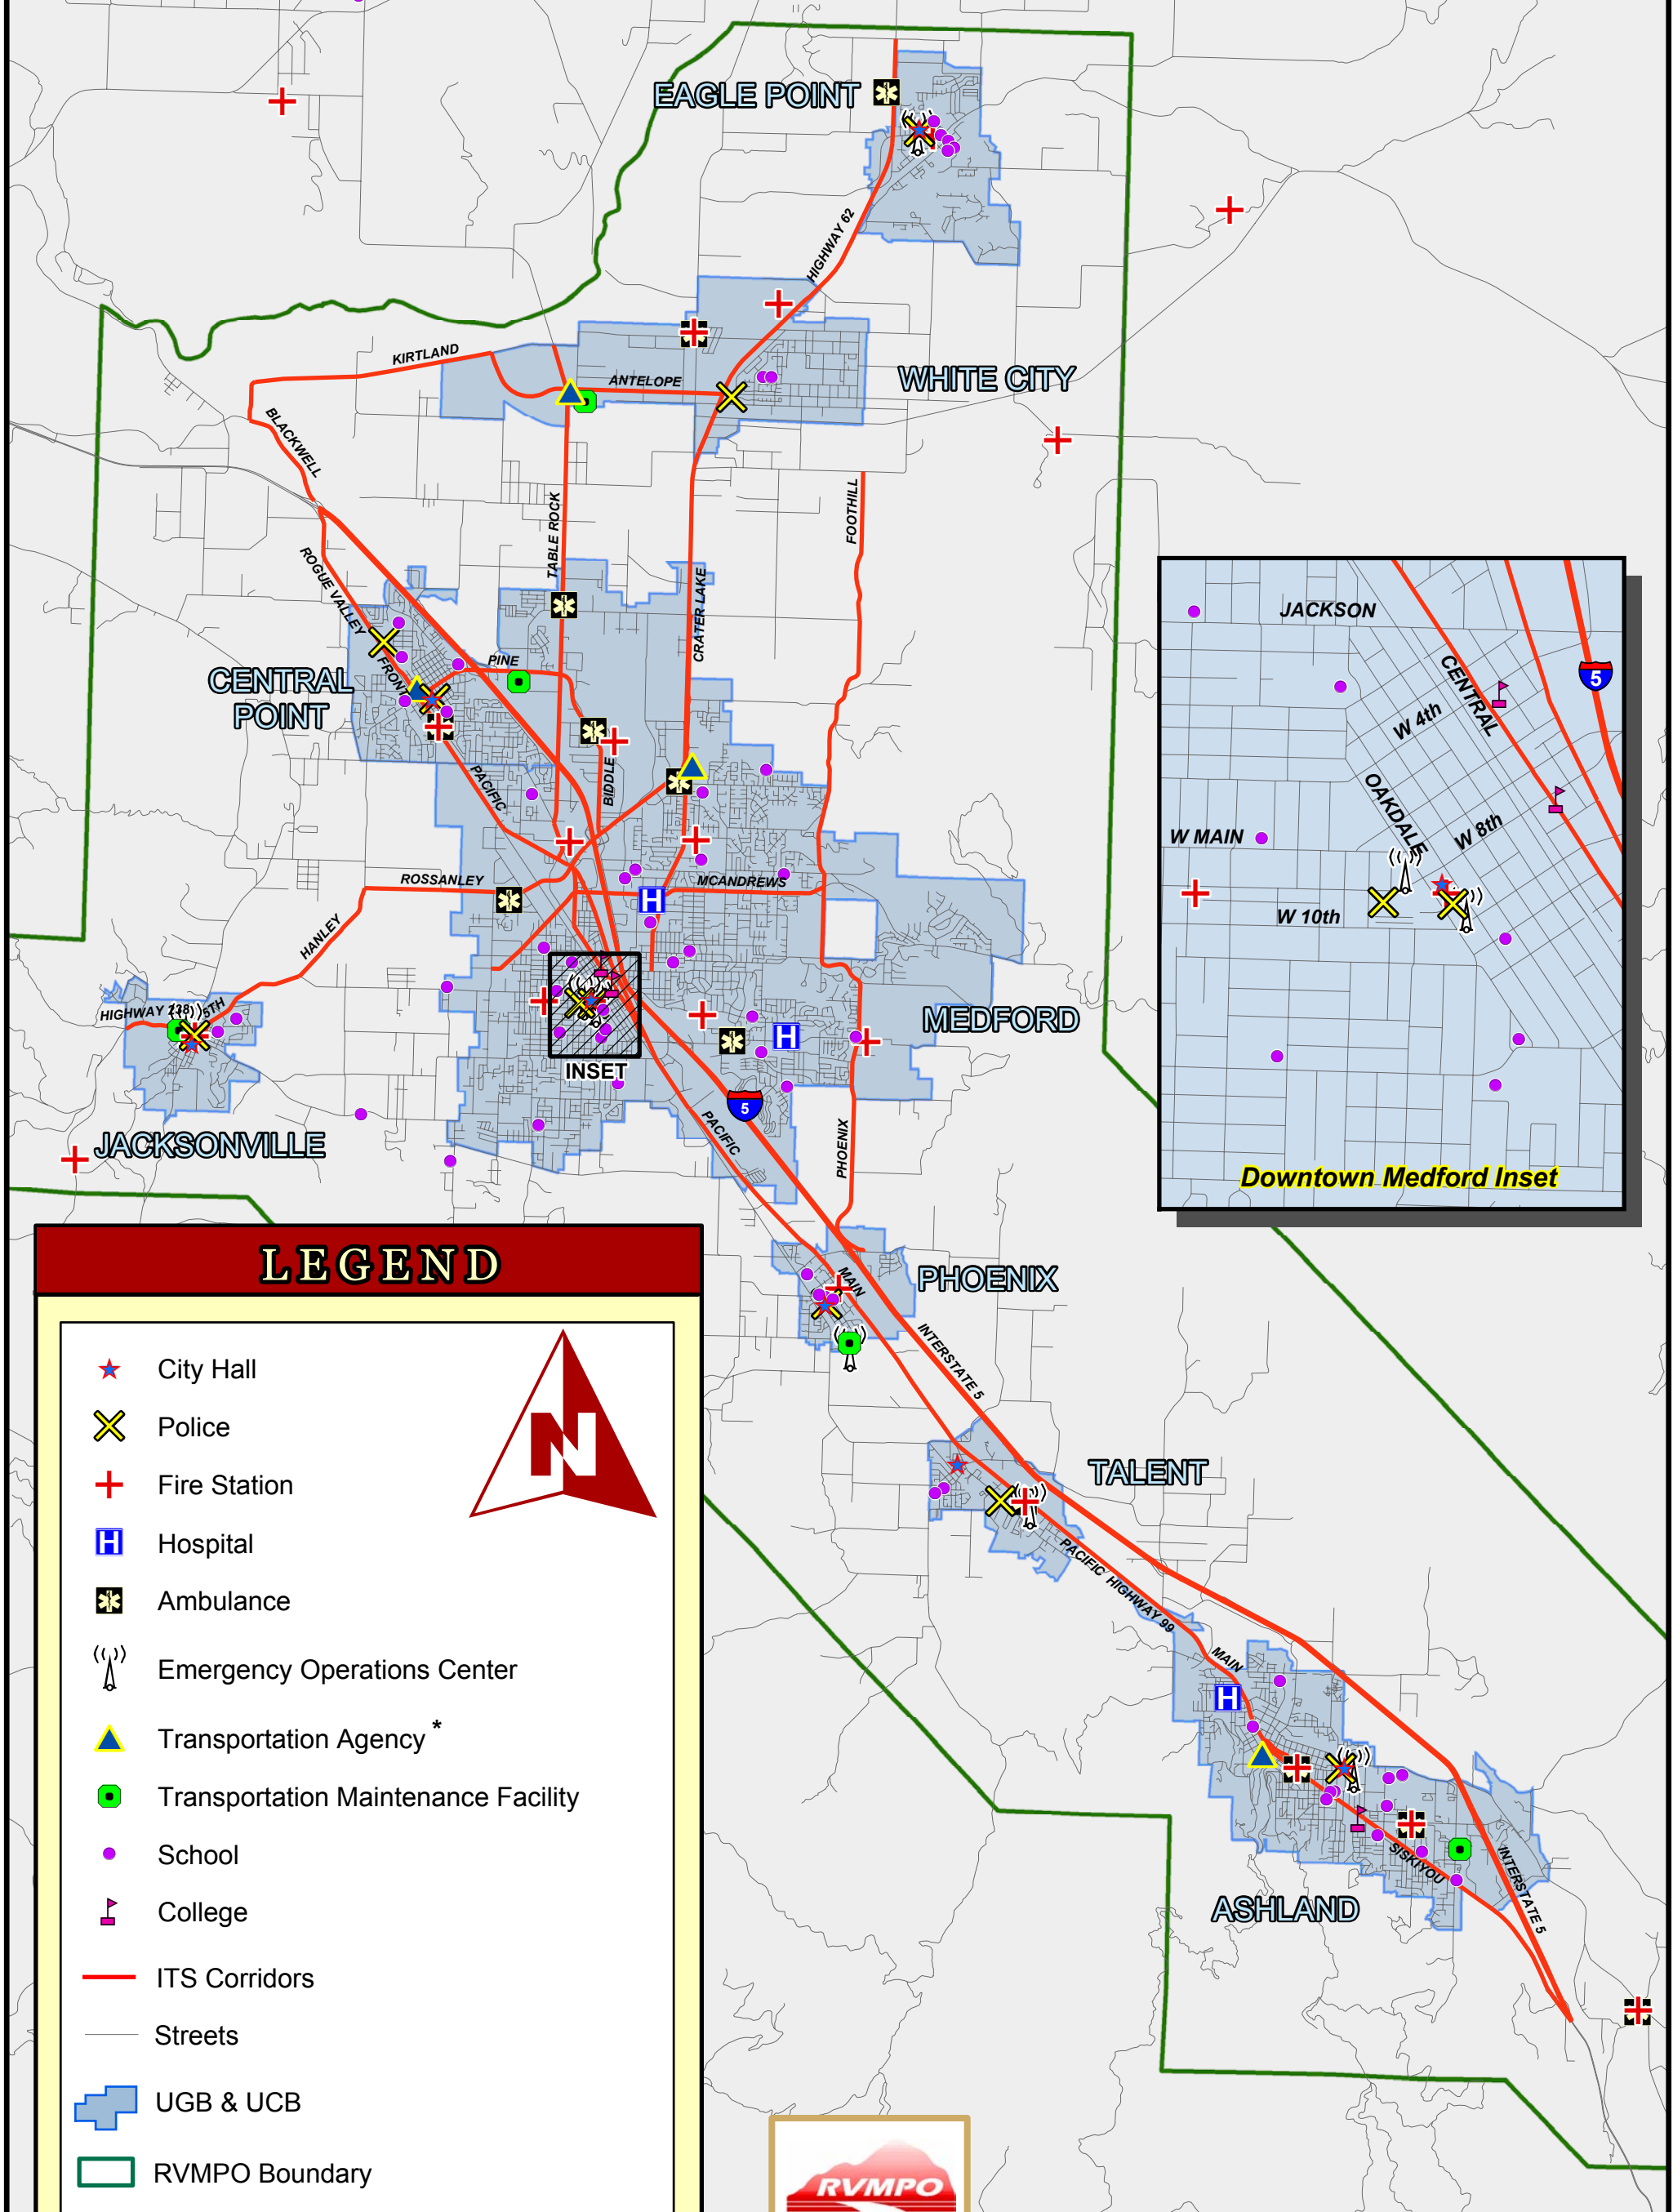 EAGLE POINT
HIGHWAY 62
KIRTLAND
ANTELOPE
WHITE CITY
BLACKWELL
TABLE ROCK
FOOTHILL
ROGUE VALLEY
CRATER LAKE
JACKSON
5
CENTRAL
W 4th
OAKDALE
W 8th
W MAIN
W 10th
Downtown Medford Inset
CENTRAL
POINT
FRONT
PINE
PACIFIC
BIDDLE
ROSSANLEY
MCANDREWS
HANLEY
HIGHWAY 238
5TH
MEDFORD
INSET
JACKSONVILLE
5
PACIFIC
PHOENIX
PHOENIX
MAIN
INTERSTATE 5
TALENT
PACIFIC HIGHWAY 99
MAIN
SISKIYOU
INTERSTATE 5
ASHLAND
H
H
H
LEGEND
N
City Hall
Police
Fire Station
H Hospital
Ambulance
Emergency Operations Center
Transportation Agency *
Transportation Maintenance Facility
School
College
ITS Corridors
Streets
UGB & UCB
RVMPO Boundary
RVMPO